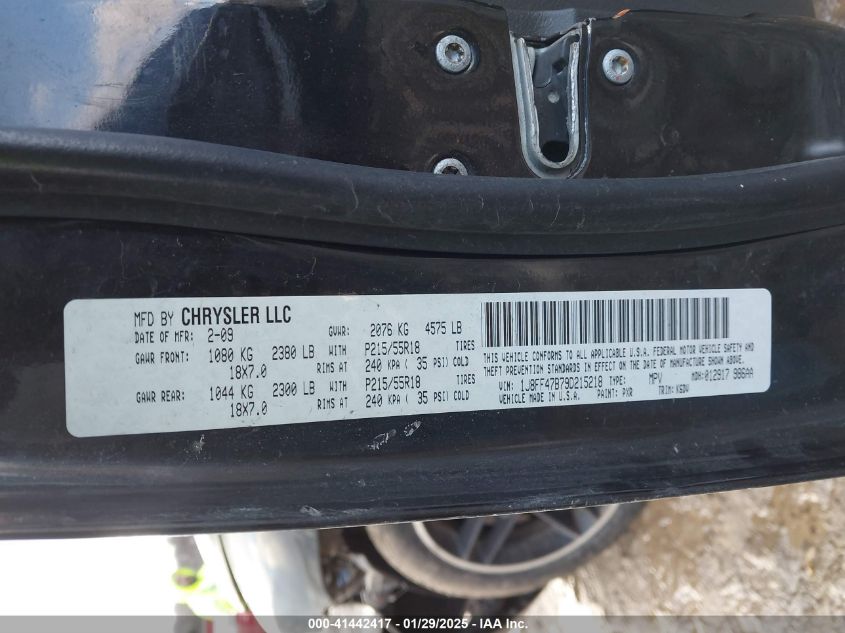 MFD BY CHRYSLER LLC
DATE OF MFR: 2-09 GVWR: 2076 KG 4575 LB
GAWR FRONT: 1080 KG 2380 LB WITH P215/55R18 TIRES
18X7.0 RIMS AT 240 KPA ( 35 PSI) COLD
GAWR REAR: 1044 KG 2300 LB WITH P215/55R18 TIRES
18X7.0 RIMS AT 240 KPA ( 35 PSI) COLD
THIS VEHICLE CONFORMS TO ALL APPLICABLE U.S.A. FEDERAL MOTOR VEHICLE SAFETY AND
THEFT PREVENTION STANDARDS IN EFFECT ON THE DATE OF MANUFACTURE SHOWN ABOVE.
VIN: 1J8FF47B79D215218 TYPE: MPV MDH: 012917 986AA
VEHICLE MADE IN U.S.A. PAINT: PXR TRIM: K6DV
000-41442417 - 01/29/2025 - IAA Inc.